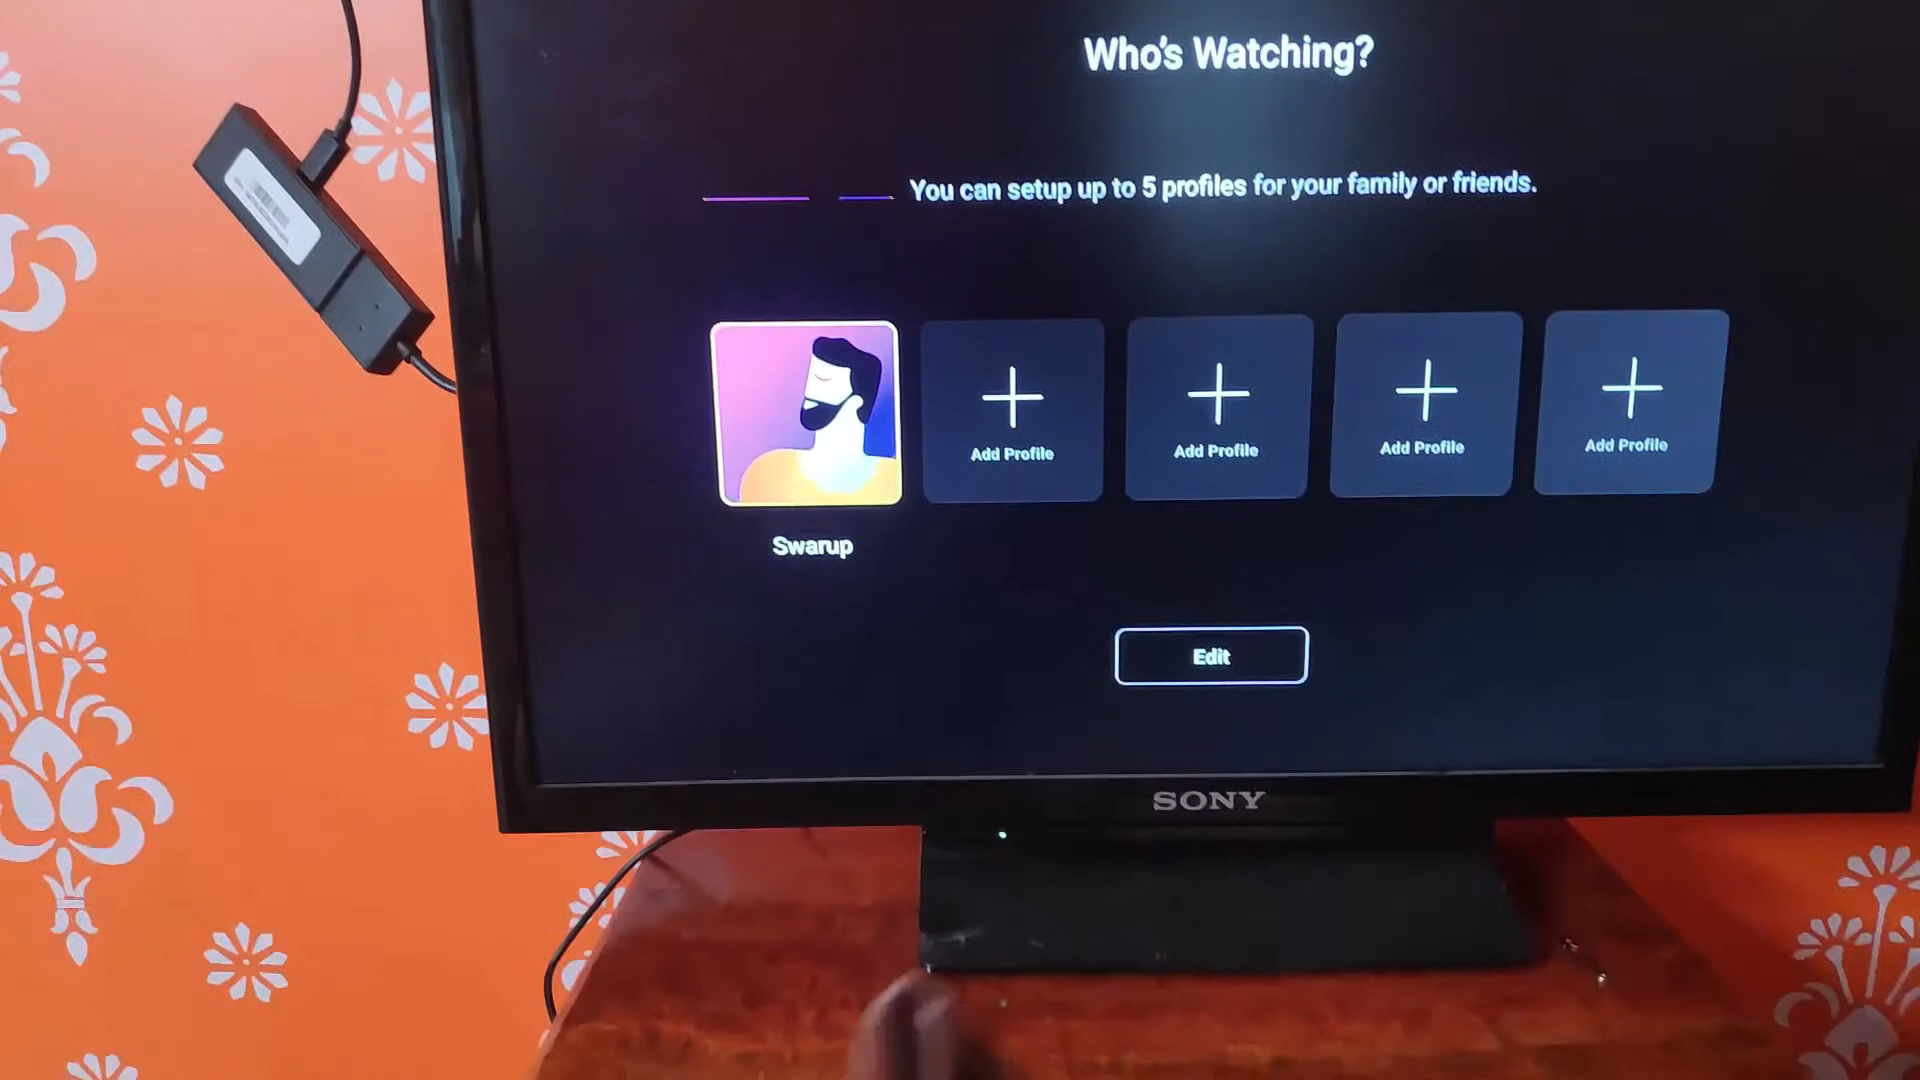 Who's Watching?
You can setup up to 5 profiles for your family or friends.
Add Profile
Add Profile
Add Profile
Add Profile
Swarup
Edit
SONY